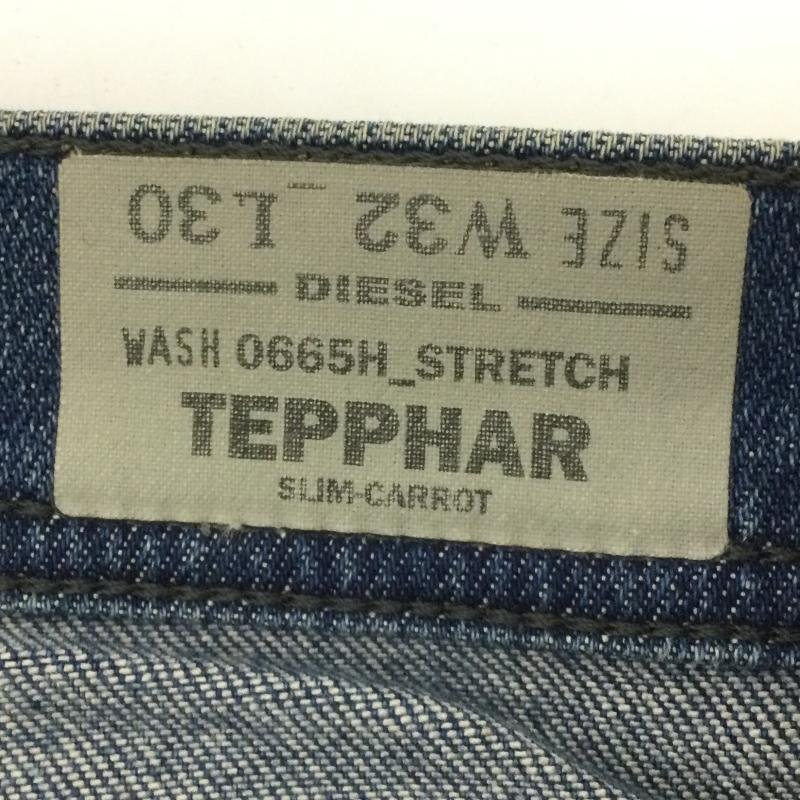 SIZE W32 L30
DIESEL
WASH 0665H_STRETCH
TEPPHAR
SLIM-CARROT